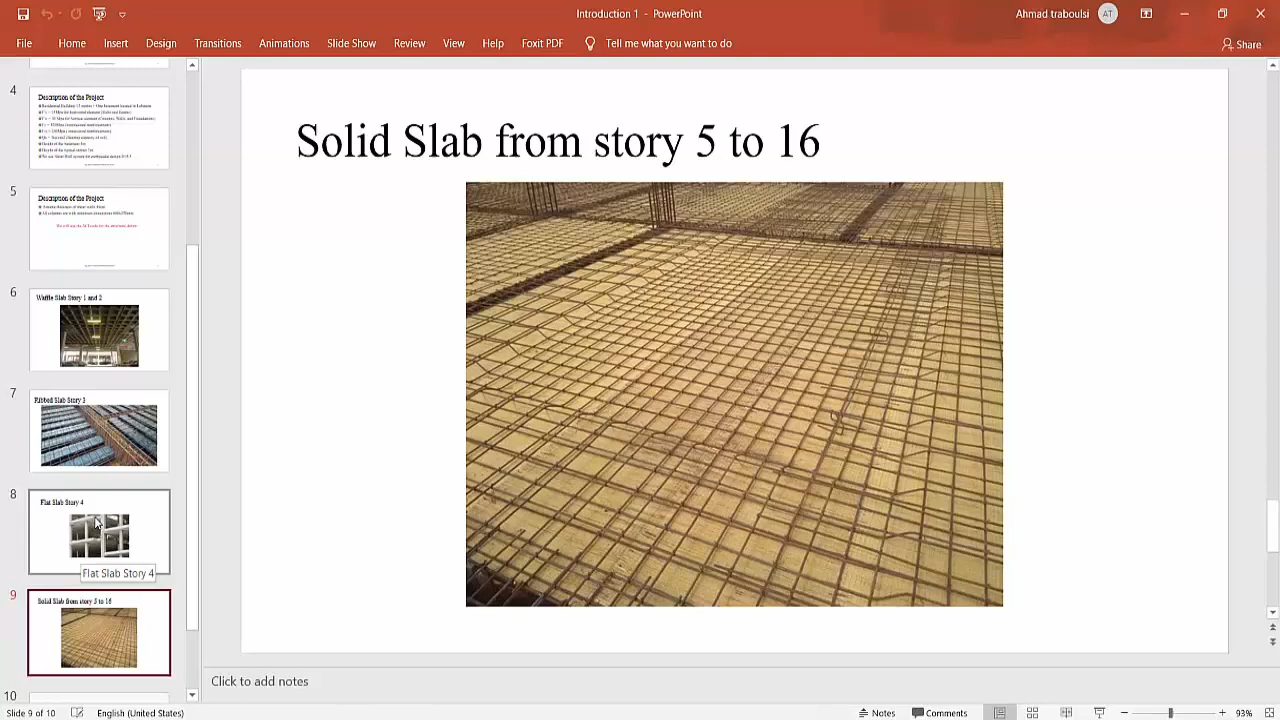 Introduction 1 - PowerPoint
Ahmad traboulsi
AT
File
Home
Insert
Design
Transitions
Animations
Slide Show
Review
View
Help
Foxit PDF
Tell me what you want to do
Share
4
Description of the Project
5
Description of the Project
6
Waffle Slab Story 1 and 2
7
Ribbed Slab Story 3
8
Flat Slab Story 4
Flat Slab Story 4
9
Solid Slab from story 5 to 16
10
Solid Slab from story 5 to 16
Click to add notes
Slide 9 of 10
English (United States)
Notes
Comments
93%